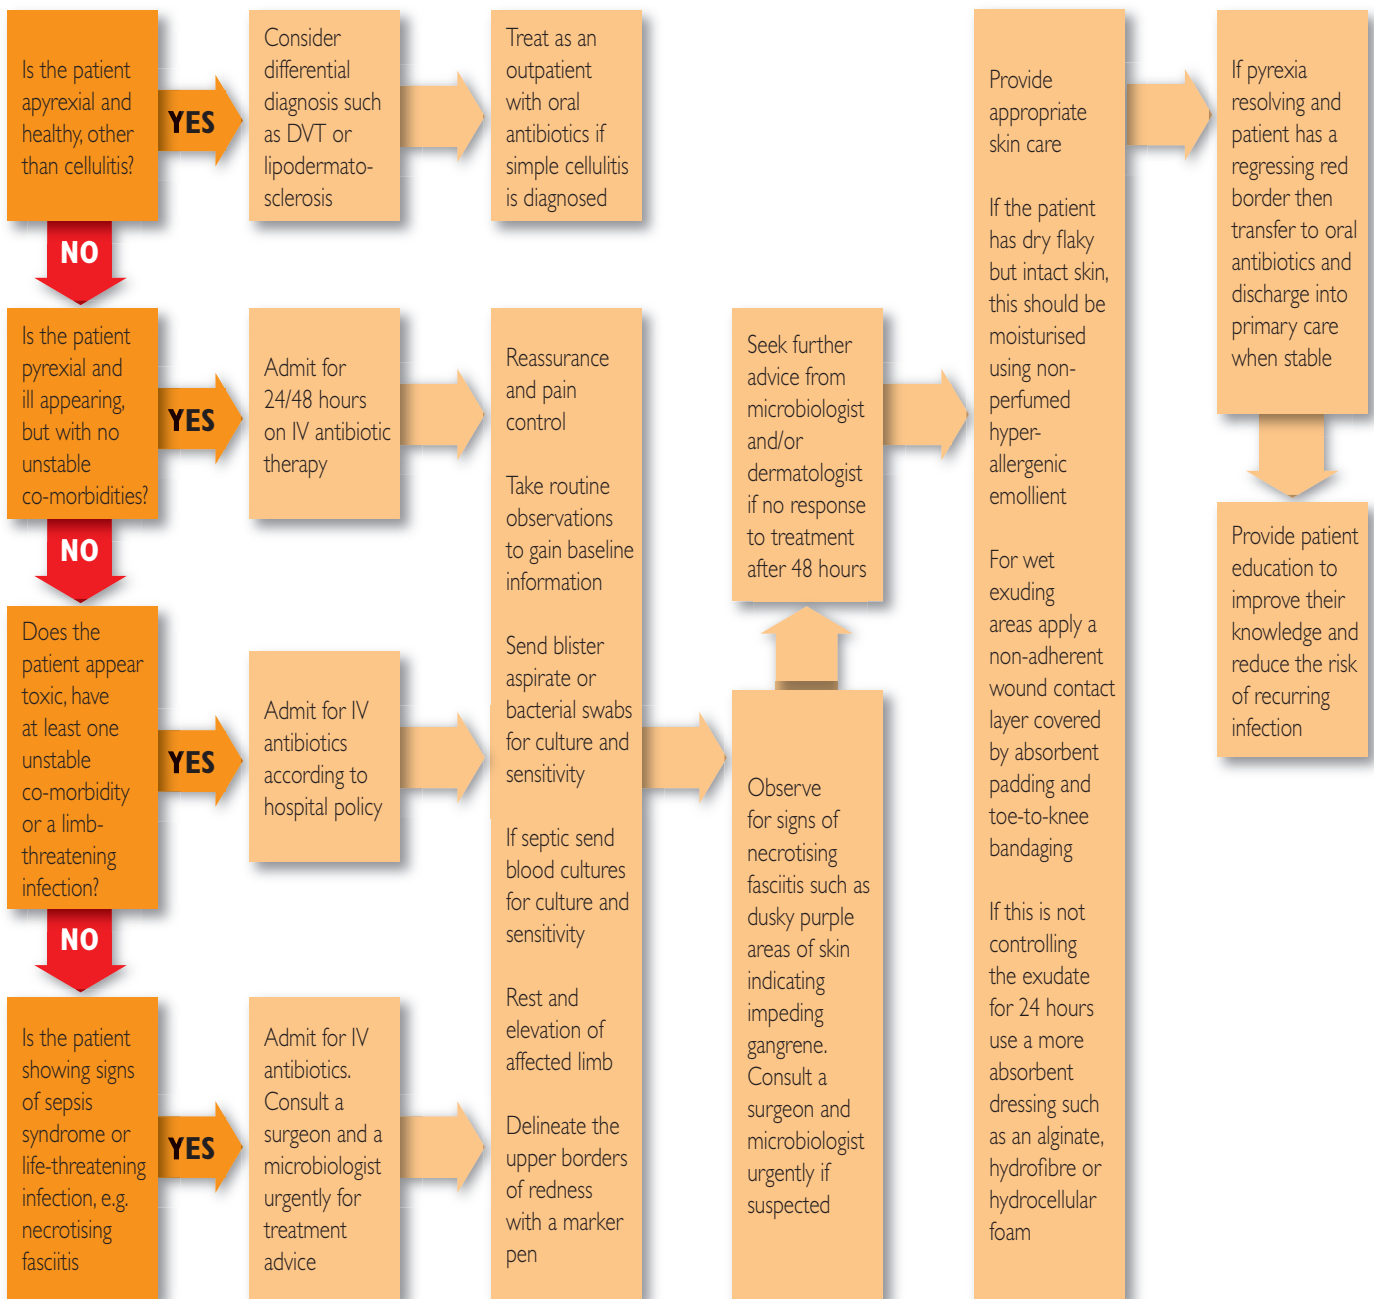 Is the patient
apyrexial and
healthy, other
than cellulitis?
YES
Consider
differential
diagnosis such
as DVT or
lipodermato-
sclerosis
Treat as an
outpatient
with oral
antibiotics if
simple cellulitis
is diagnosed
NO
Is the patient
pyrexial and
ill appearing,
but with no
unstable
co-morbidities?
YES
Admit for
24/48 hours
on IV antibiotic
therapy
NO
Does the
patient appear
toxic, have
at least one
unstable
co-morbidity
or a limb-
threatening
infection?
YES
Admit for IV
antibiotics
according to
hospital policy
NO
Is the patient
showing signs
of sepsis
syndrome or
life-threatening
infection, e.g.
necrotising
fasciitis
YES
Admit for IV
antibiotics.
Consult a
surgeon and a
microbiologist
urgently for
treatment
advice
Reassurance
and pain
control
Take routine
observations
to gain baseline
information
Send blister
aspirate or
bacterial swabs
for culture and
sensitivity
If septic send
blood cultures
for culture and
sensitivity
Rest and
elevation of
affected limb
Delineate the
upper borders
of redness
with a marker
pen
Observe
for signs of
necrotising
fasciitis such as
dusky purple
areas of skin
indicating
impeding
gangrene.
Consult a
surgeon and
microbiologist
urgently if
suspected
Seek further
advice from
microbiologist
and/or
dermatologist
if no response
to treatment
after 48 hours
Provide
appropriate
skin care
If the patient
has dry flaky
but intact skin,
this should be
moisturised
using non-
perfumed
hyper-
allergenic
emollient
For wet
exuding
areas apply a
non-adherent
wound contact
layer covered
by absorbent
padding and
toe-to-knee
bandaging
If this is not
controlling
the exudate
for 24 hours
use a more
absorbent
dressing such
as an alginate,
hydrofibre or
hydrocellular
foam
If pyrexia
resolving and
patient has a
regressing red
border then
transfer to oral
antibiotics and
discharge into
primary care
when stable
Provide patient
education to
improve their
knowledge and
reduce the risk
of recurring
infection